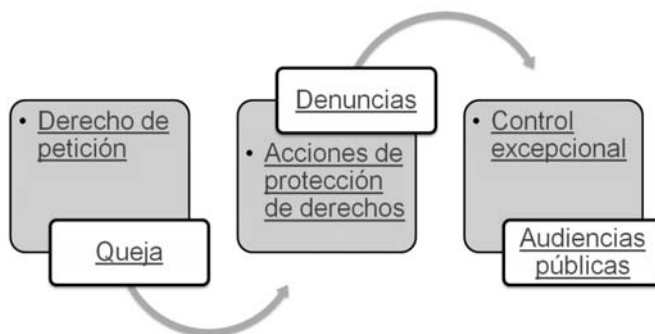 • Derecho de
petición
Queja
Denuncias
• Acciones de
protección
de derechos
• Control
excepcional
Audiencias
públicas